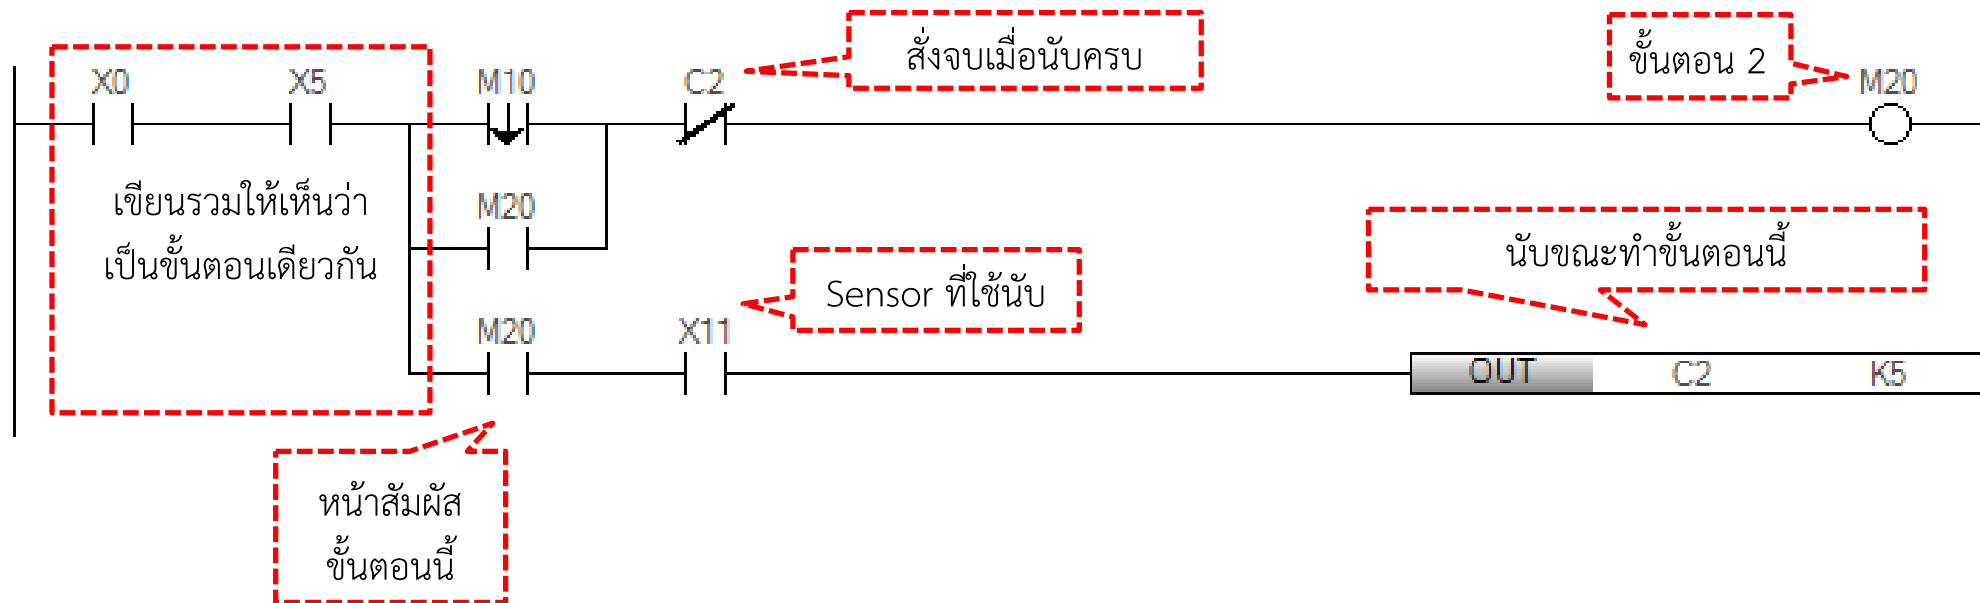 สั่งจบเมื่อนับครบ
ขั้นตอน 2
X0 X5 M10 C2 M20
เขียนรวมให้เห็นว่า
เป็นขั้นตอนเดียวกัน
M20
นับขณะทำขั้นตอนนี้
Sensor ที่ใช้นับ
M20 X11
OUT C2 K5
หน้าสัมผัส
ขั้นตอนนี้